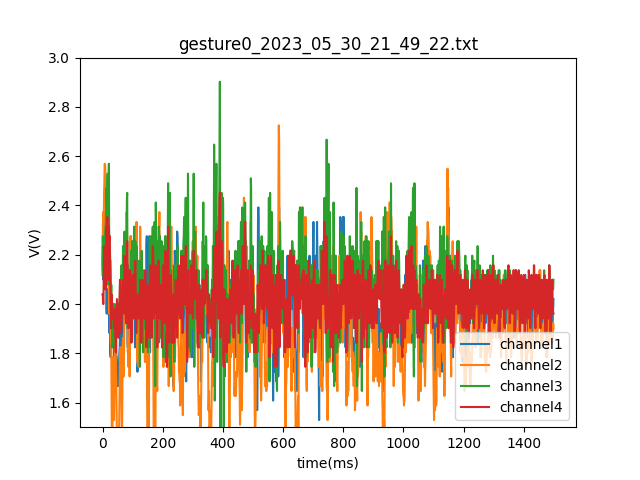 gesture0_2023_05_30_21_49_22.txt
V(V)
3.0
2.8
2.6
2.4
2.2
2.0
1.8
1.6
channel1
channel2
channel3
channel4
0 200 400 600 800 1000 1200 1400
time(ms)